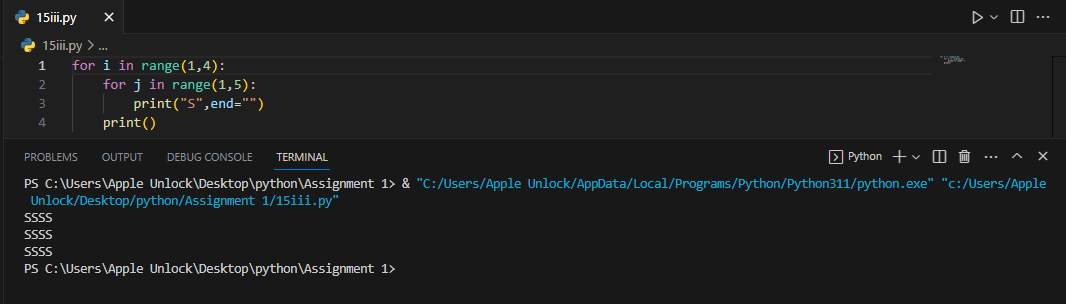 15iii.py
15iii.py > ...
1 for i in range(1,4):
2     for j in range(1,5):
3         print("S",end="")
4     print()
PROBLEMS OUTPUT DEBUG CONSOLE TERMINAL Python
PS C:\Users\Apple Unlock\Desktop\python\Assignment 1> & "C:/Users/Apple Unlock/AppData/Local/Programs/Python/Python311/python.exe" "c:/Users/Apple
Unlock/Desktop/python/Assignment 1/15iii.py"
SSSS
SSSS
SSSS
PS C:\Users\Apple Unlock\Desktop\python\Assignment 1>